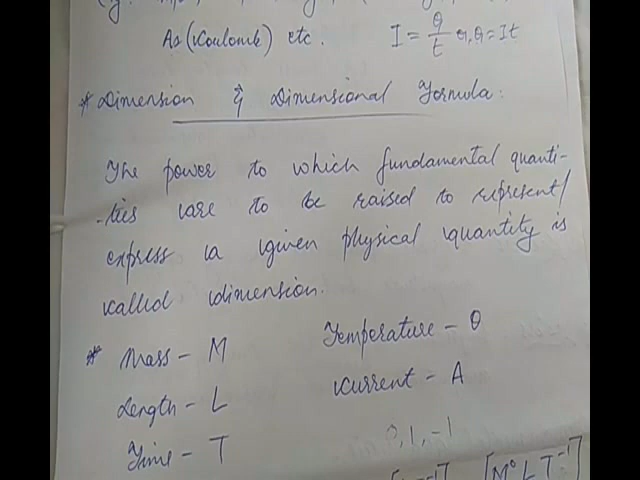 As (Coulomb) etc. I = Q/t or, Q = It
* Dimension & Dimensional Formula:
The power to which fundamental quanti-
-ties are to be raised to represent/
express a given physical quantity is
called dimension.
* Mass - M Temperature - θ
Length - L Current - A
Time - T 0, 1, -1
[M⁰ L T⁻¹]